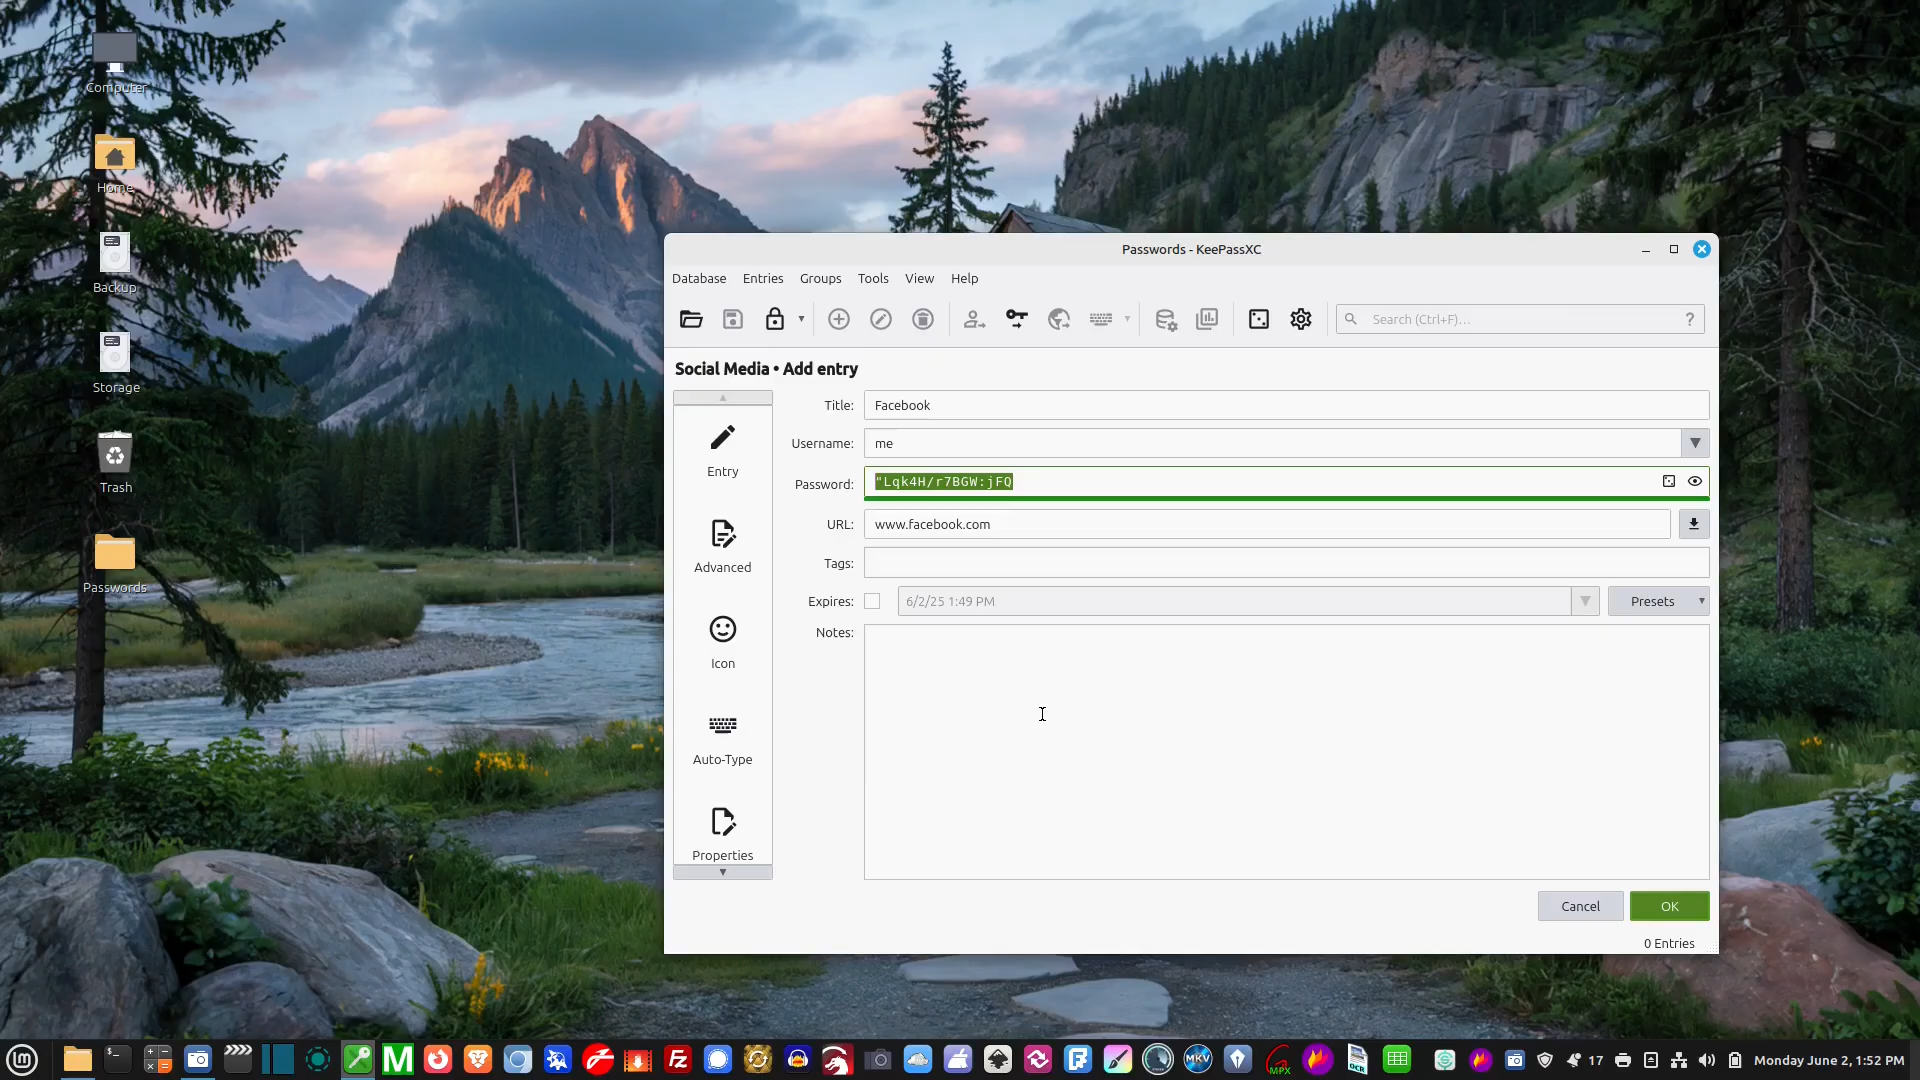 Computer
Home
Backup
Storage
Trash
Passwords
Passwords - KeePassXC
Database Entries Groups Tools View Help
Search (Ctrl+F)...
Social Media • Add entry
Entry
Advanced
Icon
Auto-Type
Properties
Title: Facebook
Username: me
Password: "Lqk4H/r7BGW:jFQ
URL: www.facebook.com
Tags:
Expires: 6/2/25 1:49 PM Presets
Notes:
Cancel OK
0 Entries
17 Monday June 2, 1:52 PM